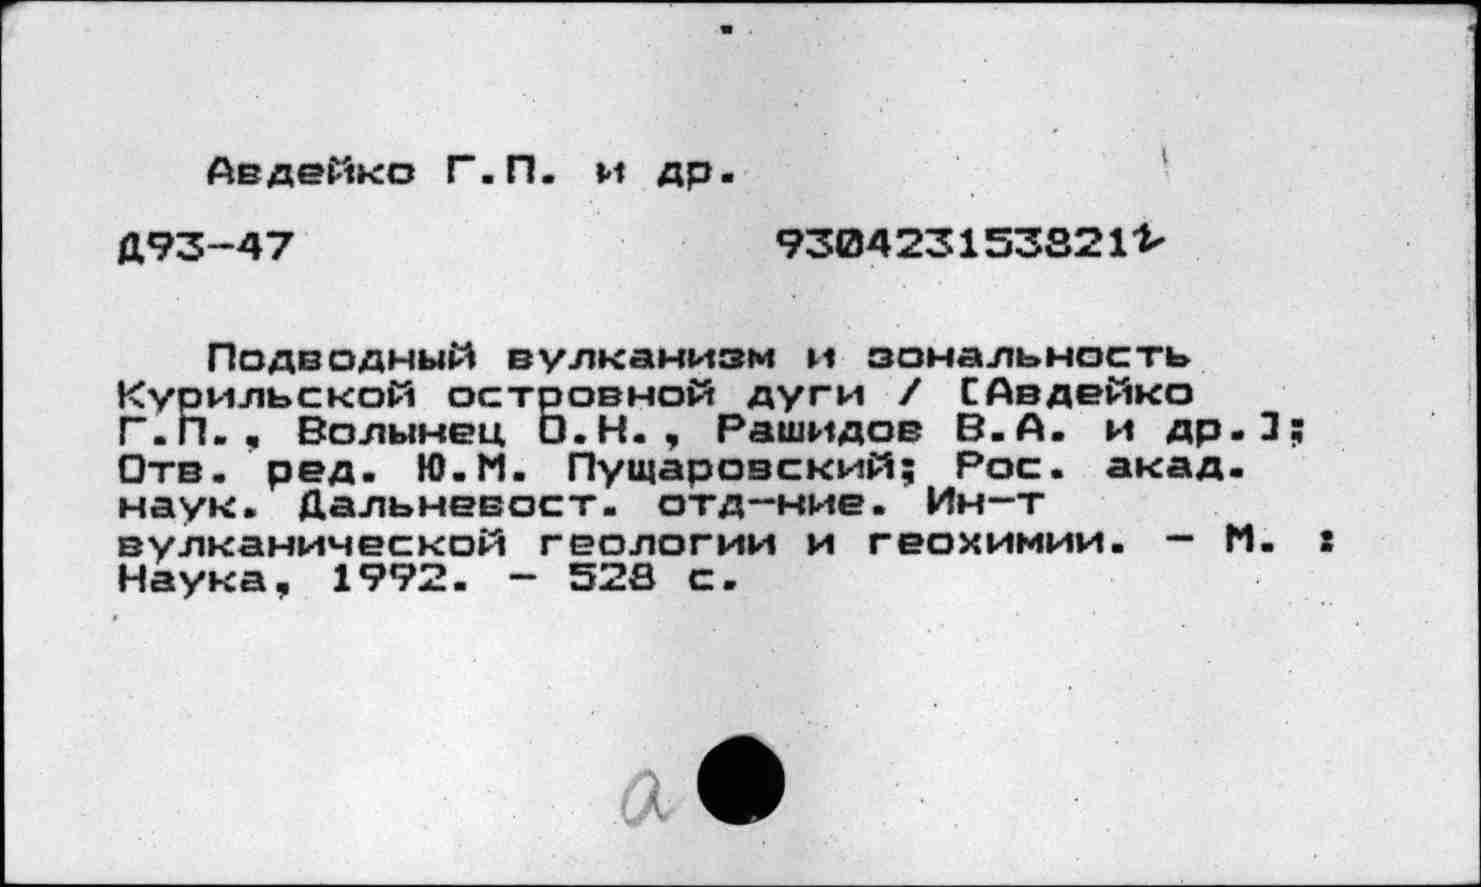 Авдейко Г.П. и др.
Д93-47 930423153821Ъ
Подводный вулканизм и зональность
Курильской островной дуги / [Авдейко
Г.П., Волынец О.Н., Рашидов В.А. и др.];
Отв. ред. Ю.М. Пущаровский; Рос. акад.
наук. Дальневост. отд-ние. Ин-т
вулканической геологии и геохимии. - М. :
Наука, 1992. - 528 с.
а